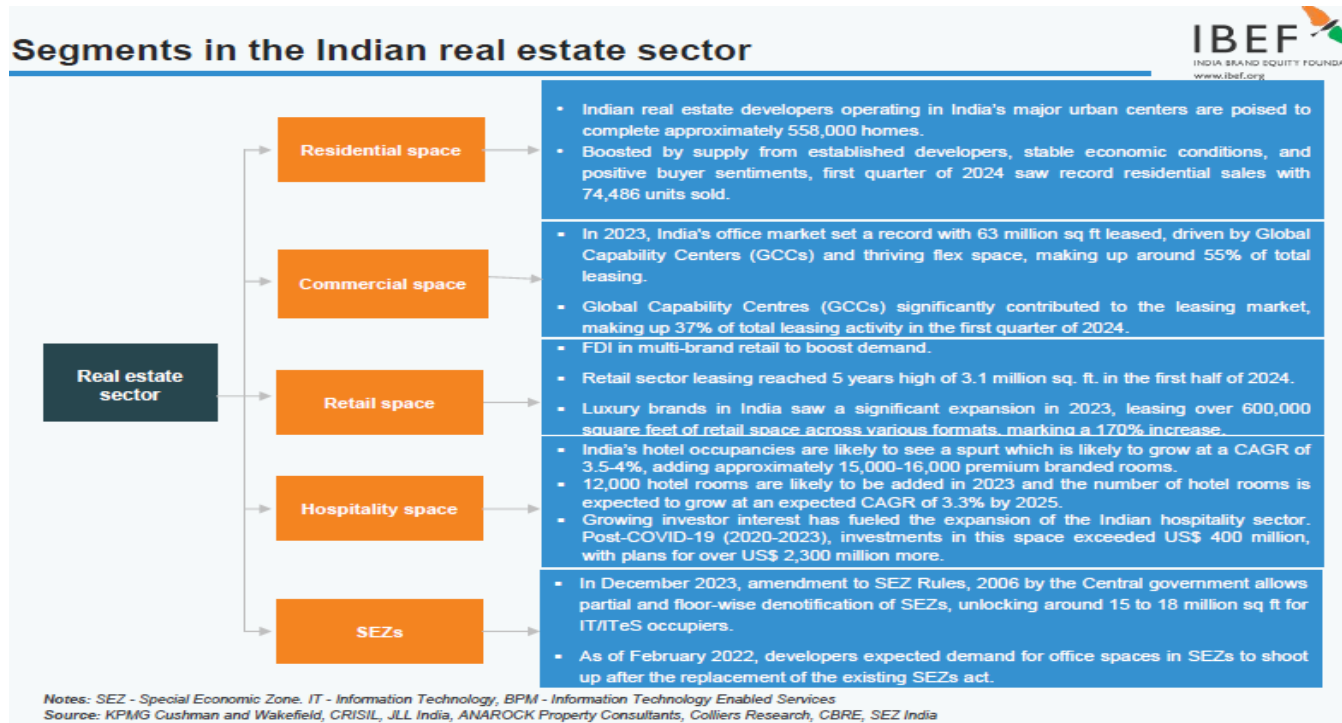 Segments in the Indian real estate sector
IBEF
INDIA BRAND EQUITY FOUNDA
www.ibef.org
Real estate
sector
Residential space
• Indian real estate developers operating in India's major urban centers are poised to
complete approximately 558,000 homes.
• Boosted by supply from established developers, stable economic conditions, and
positive buyer sentiments, first quarter of 2024 saw record residential sales with
74,486 units sold.
Commercial space
▪ In 2023, India's office market set a record with 63 million sq ft leased, driven by Global
Capability Centers (GCCs) and thriving flex space, making up around 55% of total
leasing.
▪ Global Capability Centres (GCCs) significantly contributed to the leasing market,
making up 37% of total leasing activity in the first quarter of 2024.
Retail space
▪ FDI in multi-brand retail to boost demand.
▪ Retail sector leasing reached 5 years high of 3.1 million sq. ft. in the first half of 2024.
▪ Luxury brands in India saw a significant expansion in 2023, leasing over 600,000
square feet of retail space across various formats, marking a 170% increase.
Hospitality space
▪ India's hotel occupancies are likely to see a spurt which is likely to grow at a CAGR of
3.5-4%, adding approximately 15,000-16,000 premium branded rooms.
▪ 12,000 hotel rooms are likely to be added in 2023 and the number of hotel rooms is
expected to grow at an expected CAGR of 3.3% by 2025.
▪ Growing investor interest has fueled the expansion of the Indian hospitality sector.
Post-COVID-19 (2020-2023), investments in this space exceeded US$ 400 million,
with plans for over US$ 2,300 million more.
SEZs
▪ In December 2023, amendment to SEZ Rules, 2006 by the Central government allows
partial and floor-wise denotification of SEZs, unlocking around 15 to 18 million sq ft for
IT/ITeS occupiers.
▪ As of February 2022, developers expected demand for office spaces in SEZs to shoot
up after the replacement of the existing SEZs act.
Notes: SEZ - Special Economic Zone. IT - Information Technology, BPM - Information Technology Enabled Services
Source: KPMG Cushman and Wakefield, CRISIL, JLL India, ANAROCK Property Consultants, Colliers Research, CBRE, SEZ India